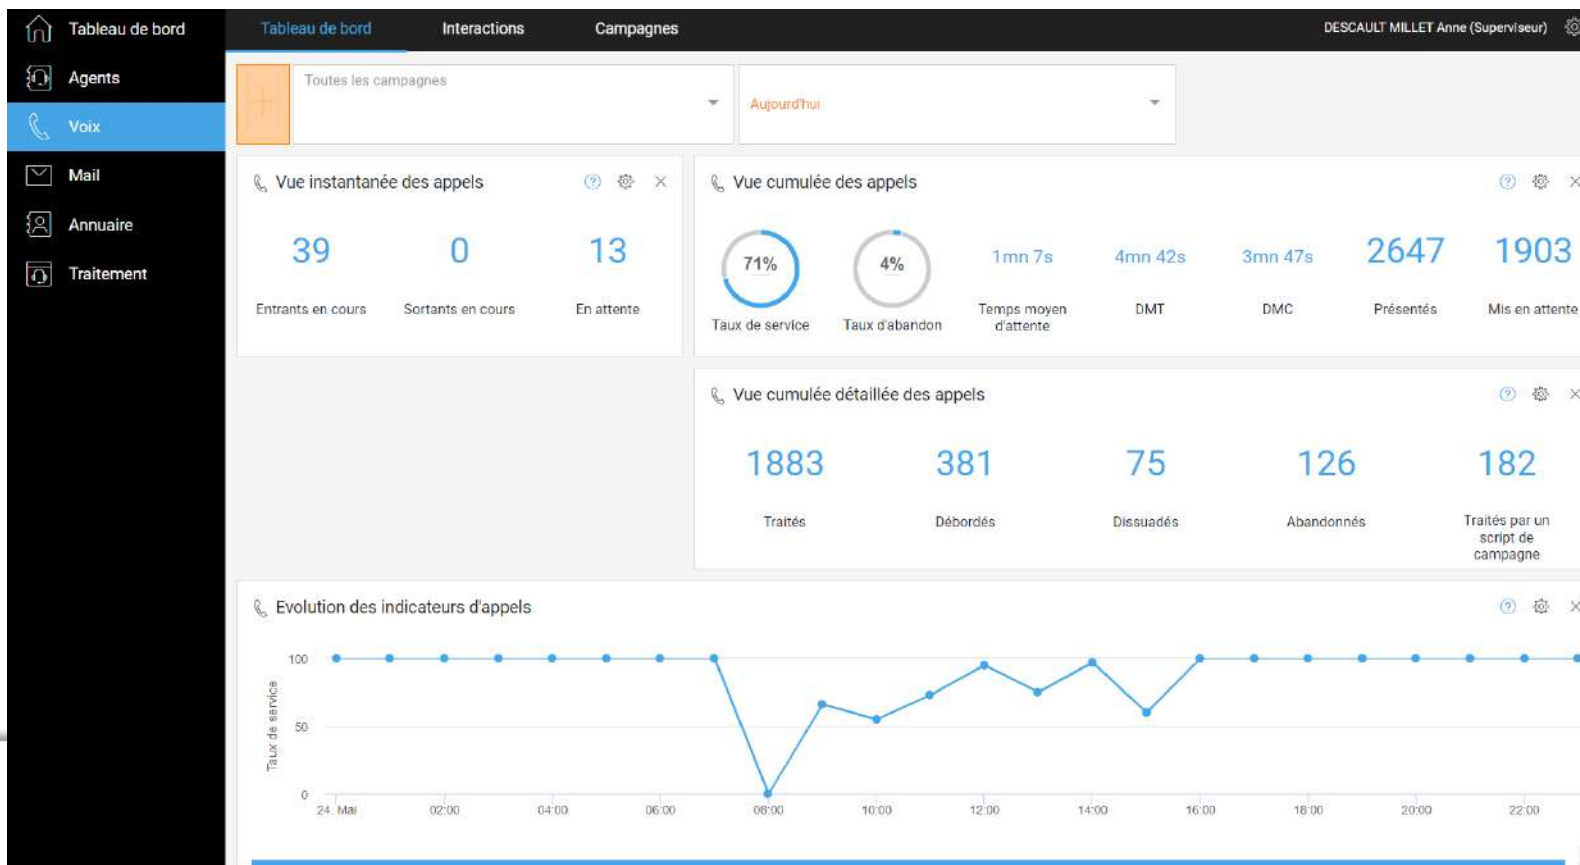 Tableau de bord
Agents
Voix
Mail
Annuaire
Traitement
Tableau de bord
Interactions
Campagnes
DESCAULT MILLET Anne (Superviseur)
Toutes les campagnes
Aujourd'hui
Vue instantanée des appels
39
0
13
Entrants en cours
Sortants en cours
En attente
Vue cumulée des appels
71%
4%
1mn 7s
4mn 42s
3mn 47s
2647
1903
Taux de service
Taux d'abandon
Temps moyen
d'attente
DMT
DMC
Présentés
Mis en attente
Vue cumulée détaillée des appels
1883
381
75
126
182
Traités
Débordés
Dissuadés
Abandonnés
Traités par un
script de
campagne
Evolution des indicateurs d'appels
Taux de service
100
50
0
24. Mai
02:00
04:00
06:00
08:00
10:00
12:00
14:00
16:00
18:00
20:00
22:00